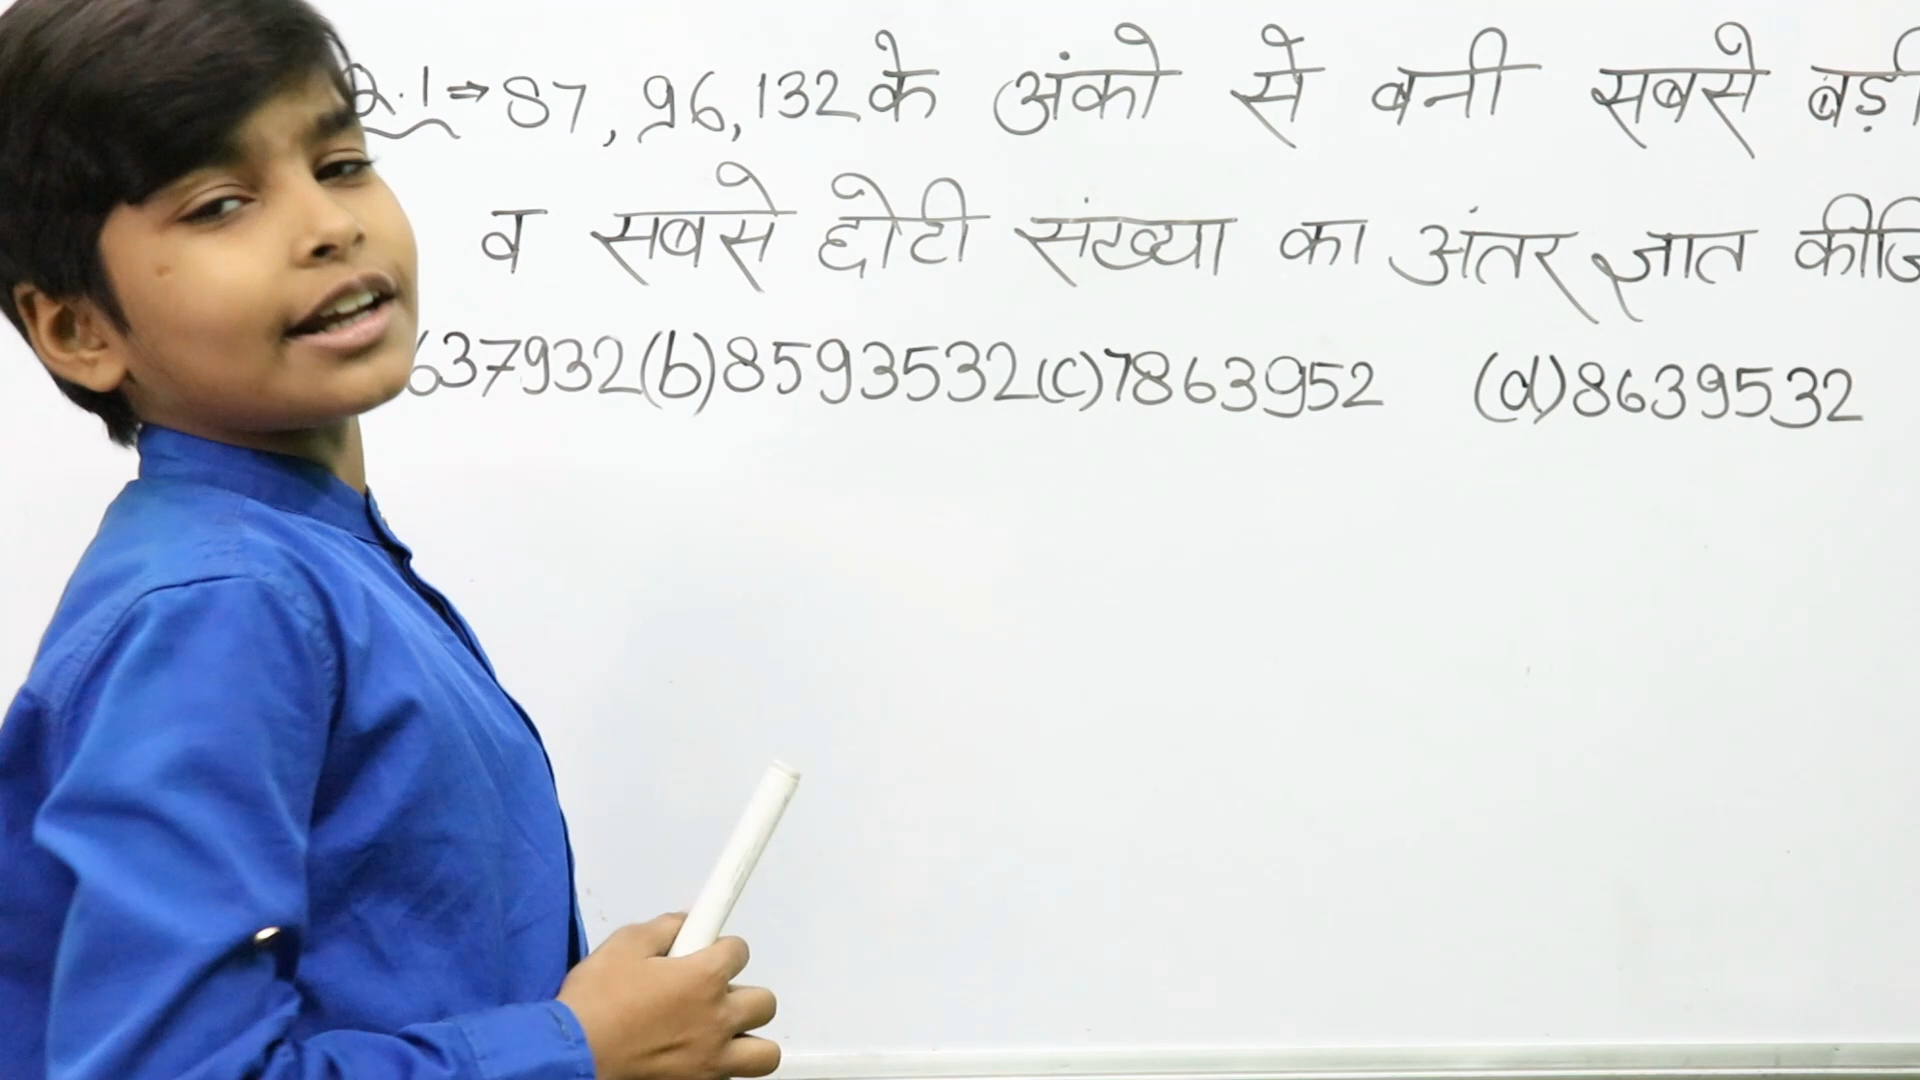 Q.1⇒87, 96, 132 के अंको से बनी सबसे बड़ी
व सबसे छोटी संख्या का अंतर ज्ञात कीजि
637932 (b) 8593532 (c) 7863952 (d) 8639532